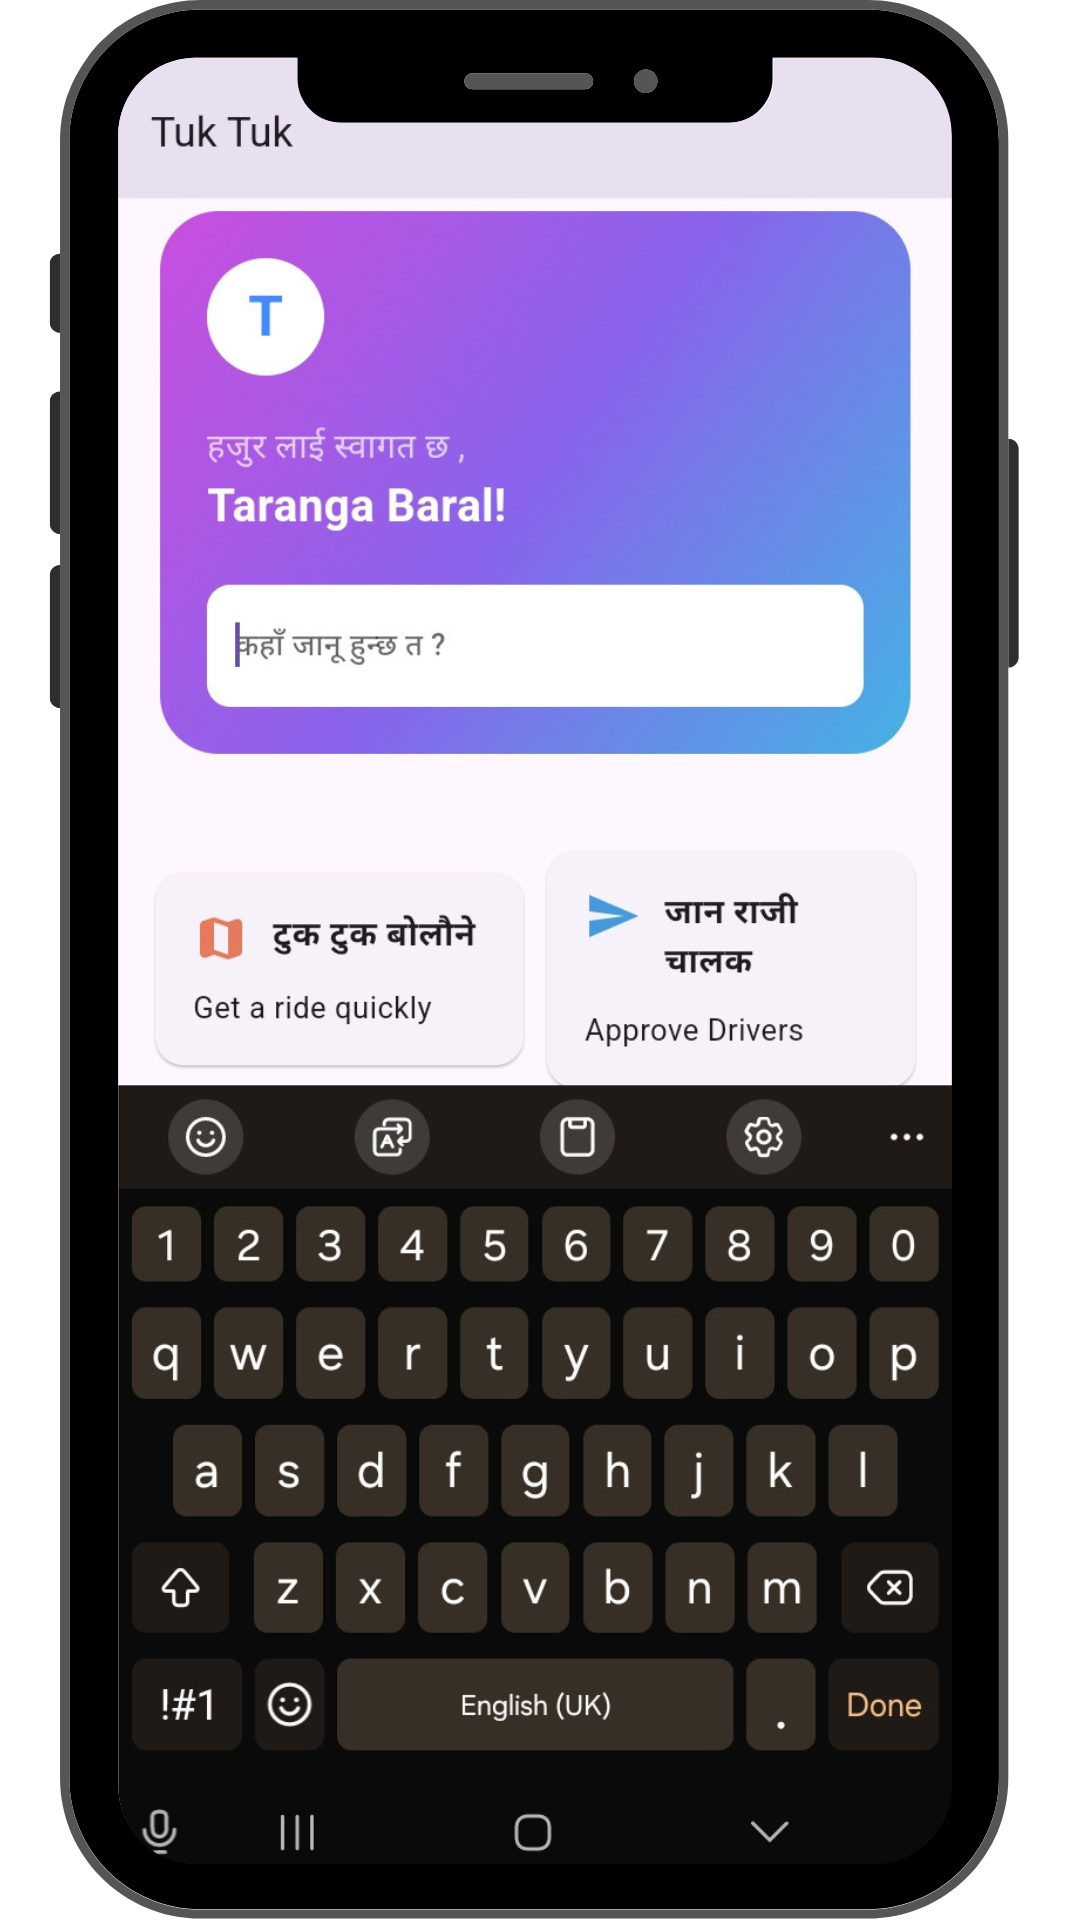 Tuk Tuk
T
हजुर लाई स्वागत छ ,
Taranga Baral!
कहाँ जानू हुन्छ त ?
टुक टुक बोलौने
Get a ride quickly
जान राजी
चालक
Approve Drivers
1 2 3 4 5 6 7 8 9 0
q w e r t y u i o p
a s d f g h j k l
z x c v b n m
!#1 English (UK) . Done